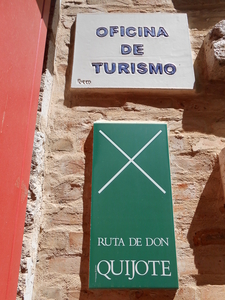 OFICINA
DE
TURISMO
RUTA DE DON
QUIJOTE